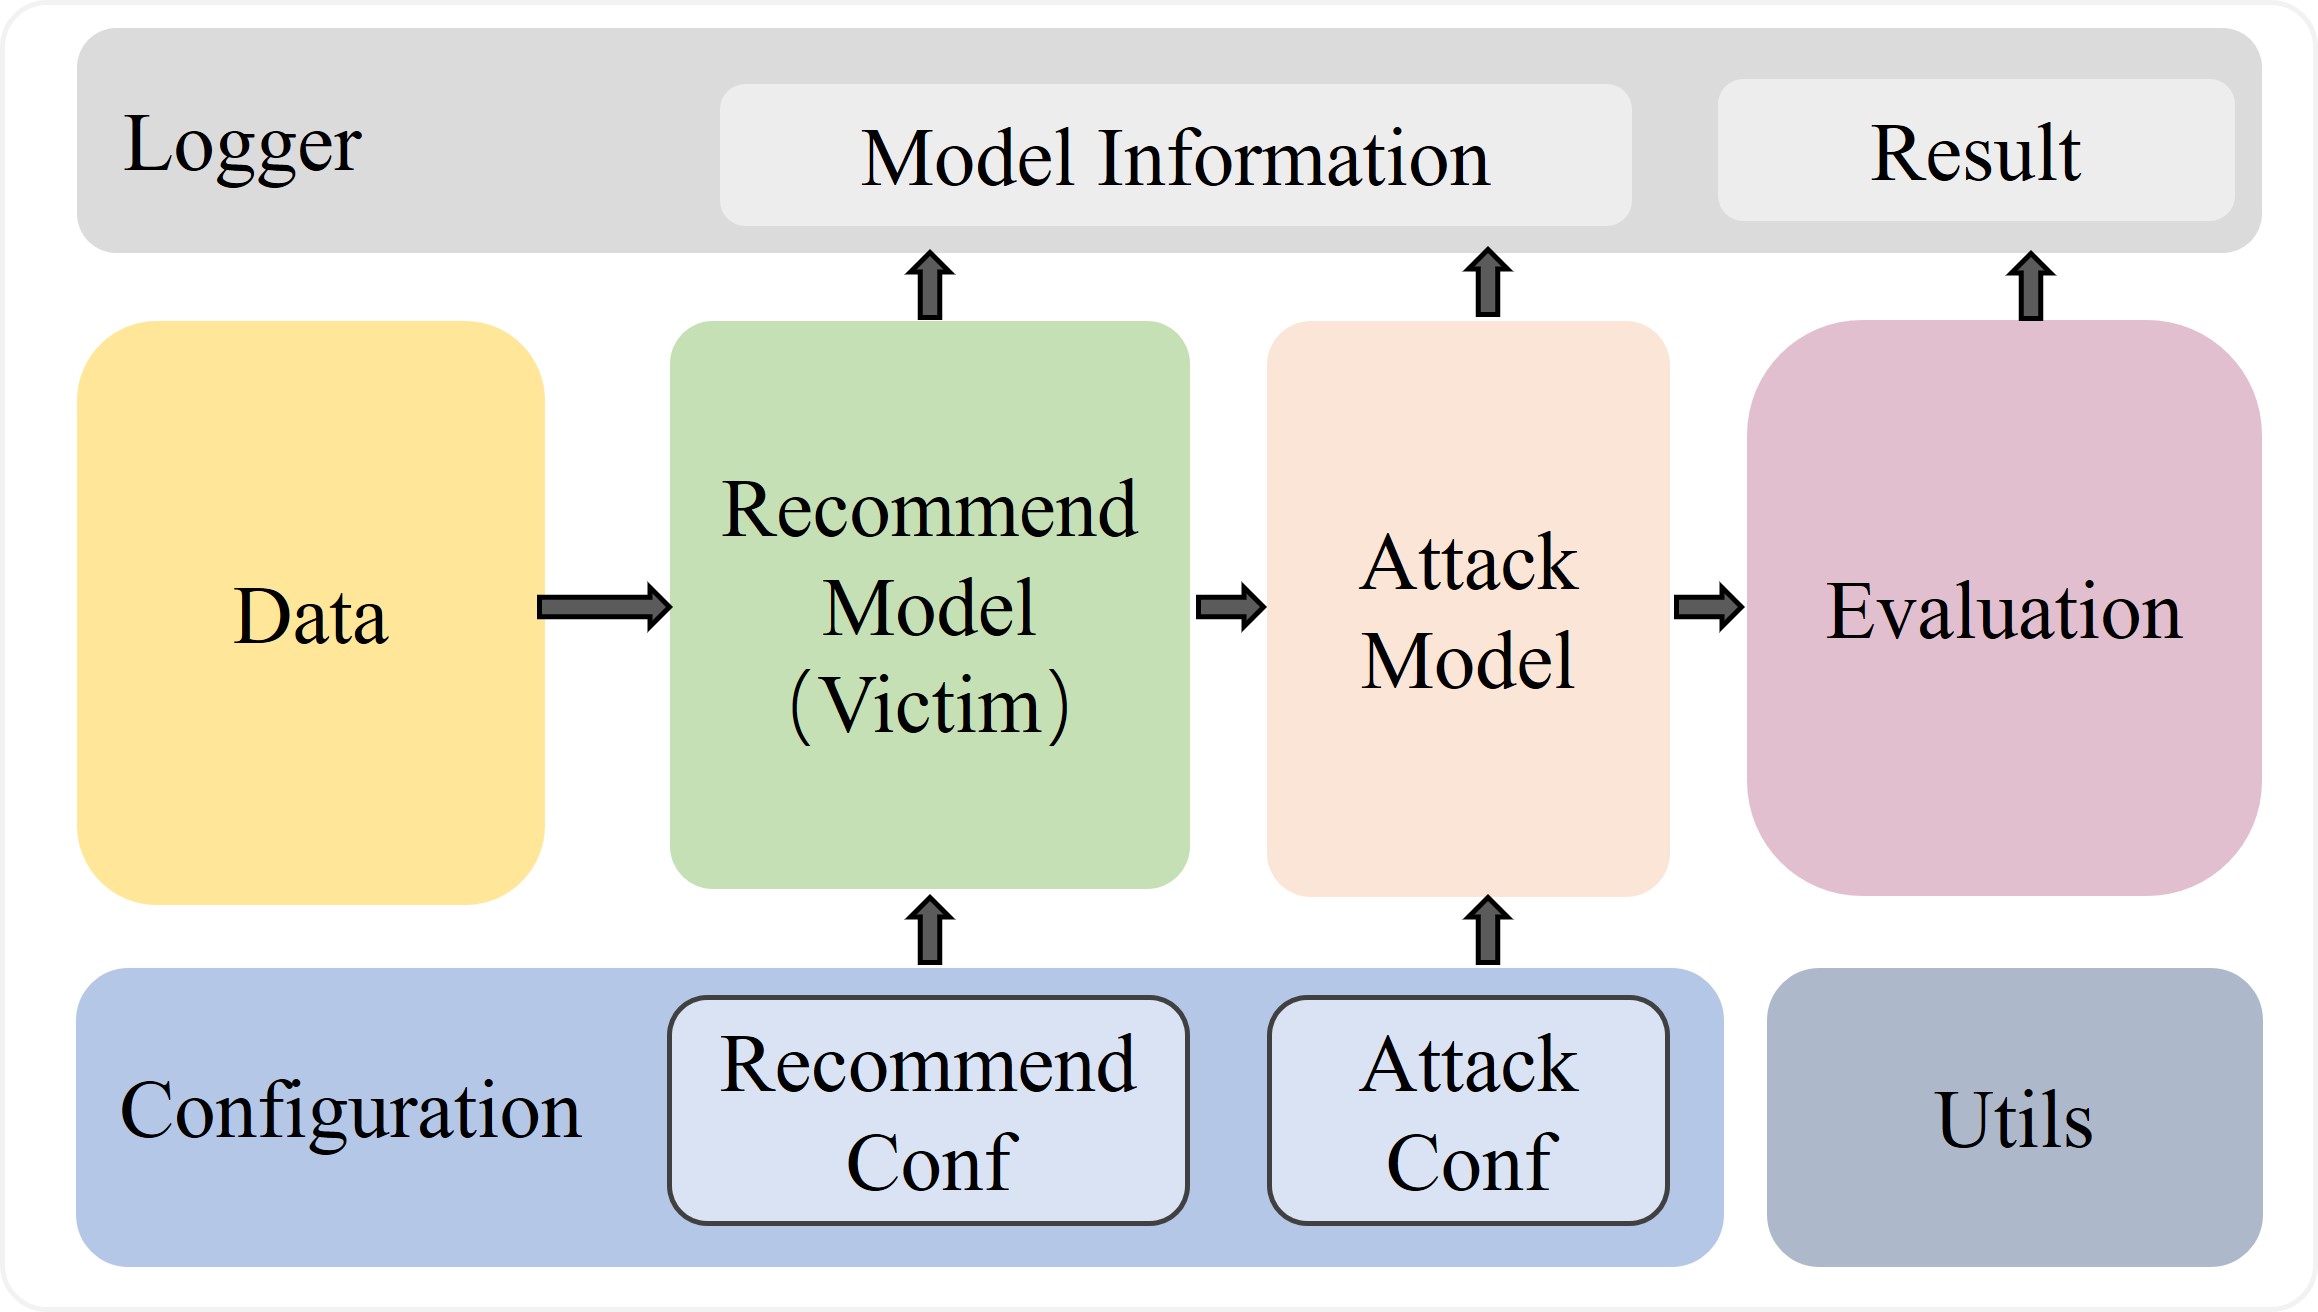 Logger
Model Information
Result
Data
Recommend
Model
（Victim）
Attack
Model
Evaluation
Configuration
Recommend
Conf
Attack
Conf
Utils